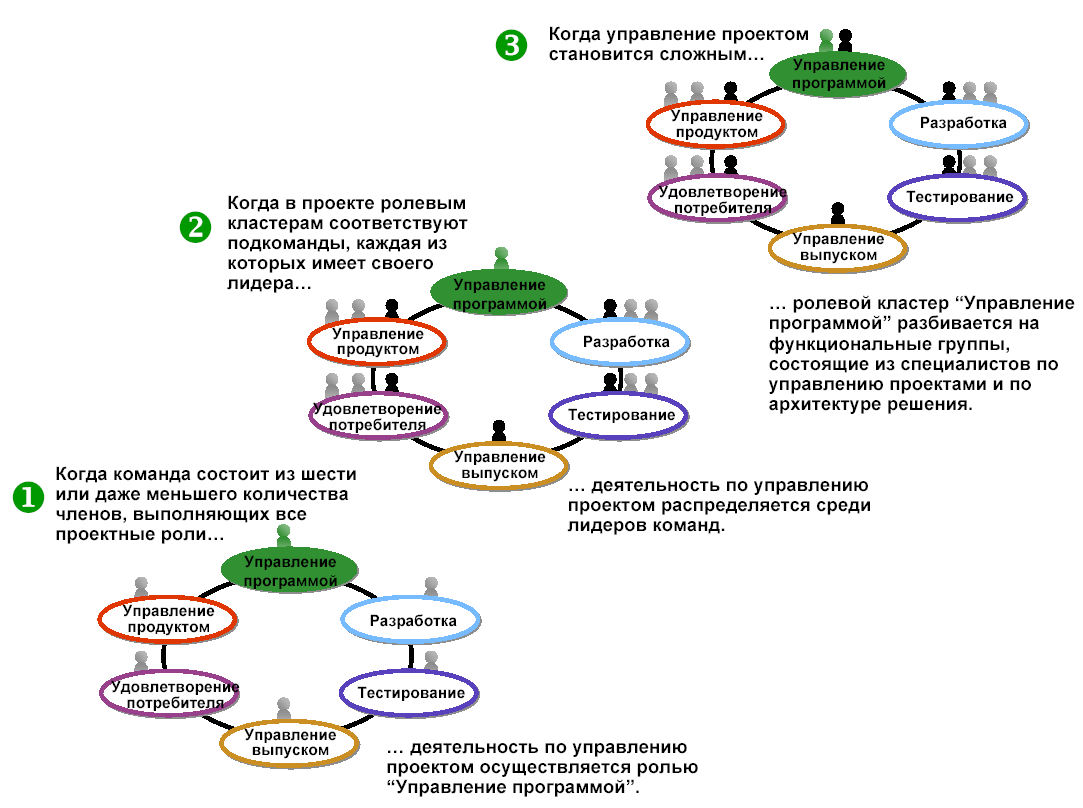 3
Когда управление проектом
становится сложным…
Управление
программой
Управление
продуктом
Разработка
Удовлетворение
потребителя
Тестирование
Управление
выпуском
… ролевой кластер “Управление
программой” разбивается на
функциональные группы,
состоящие из специалистов по
управлению проектами и по
архитектуре решения.
2
Когда в проекте ролевым
кластерам соответствуют
подкоманды, каждая из
которых имеет своего
лидера…
Управление
программой
Управление
продуктом
Разработка
Удовлетворение
потребителя
Тестирование
Управление
выпуском
… деятельность по управлению
проектом распределяется среди
лидеров команд.
1
Когда команда состоит из шести
или даже меньшего количества
членов, выполняющих все
проектные роли…
Управление
программой
Управление
продуктом
Разработка
Удовлетворение
потребителя
Тестирование
Управление
выпуском
… деятельность по управлению
проектом осуществляется ролью
“Управление программой”.